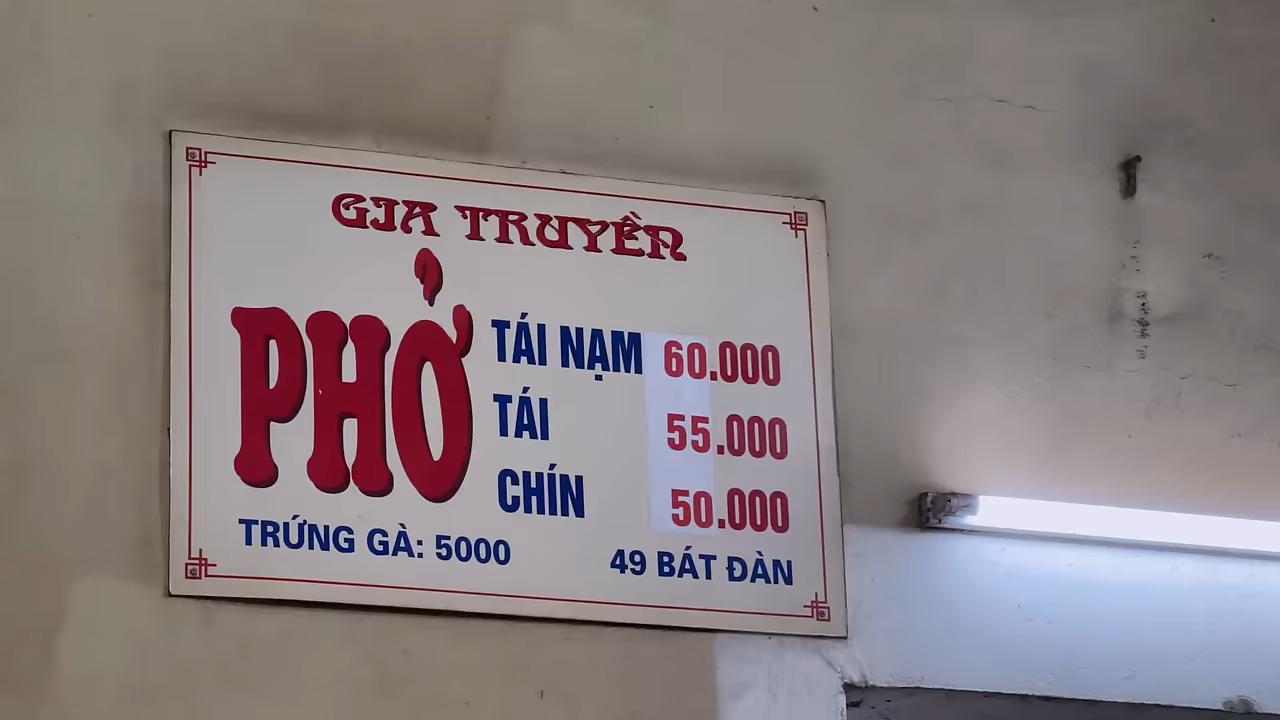 GIA TRUYỀN
PHỞ
TÁI NẠM 60.000
TÁI 55.000
CHÍN 50.000
TRỨNG GÀ: 5000
49 BÁT ĐÀN